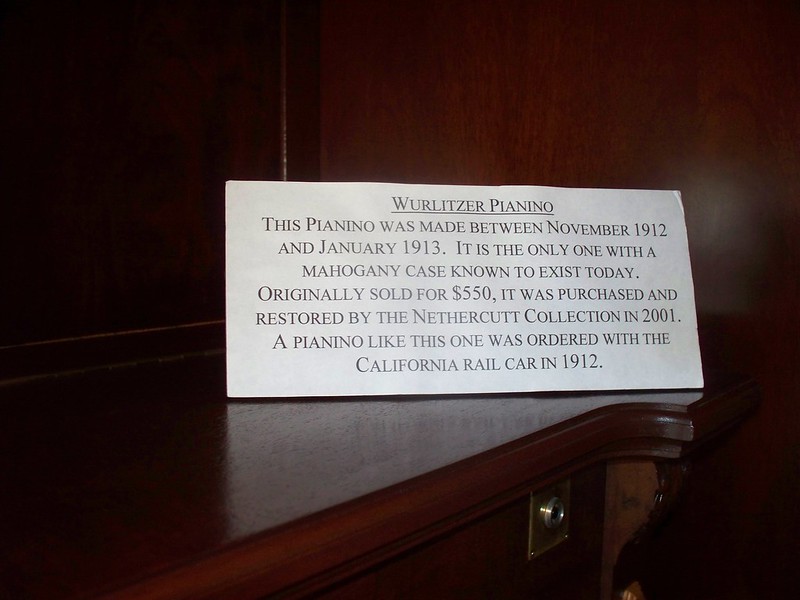 WURLITZER PIANINO
THIS PIANINO WAS MADE BETWEEN NOVEMBER 1912
AND JANUARY 1913. IT IS THE ONLY ONE WITH A
MAHOGANY CASE KNOWN TO EXIST TODAY.
ORIGINALLY SOLD FOR $550, IT WAS PURCHASED AND
RESTORED BY THE NETHERCUTT COLLECTION IN 2001.
A PIANINO LIKE THIS ONE WAS ORDERED WITH THE
CALIFORNIA RAIL CAR IN 1912.